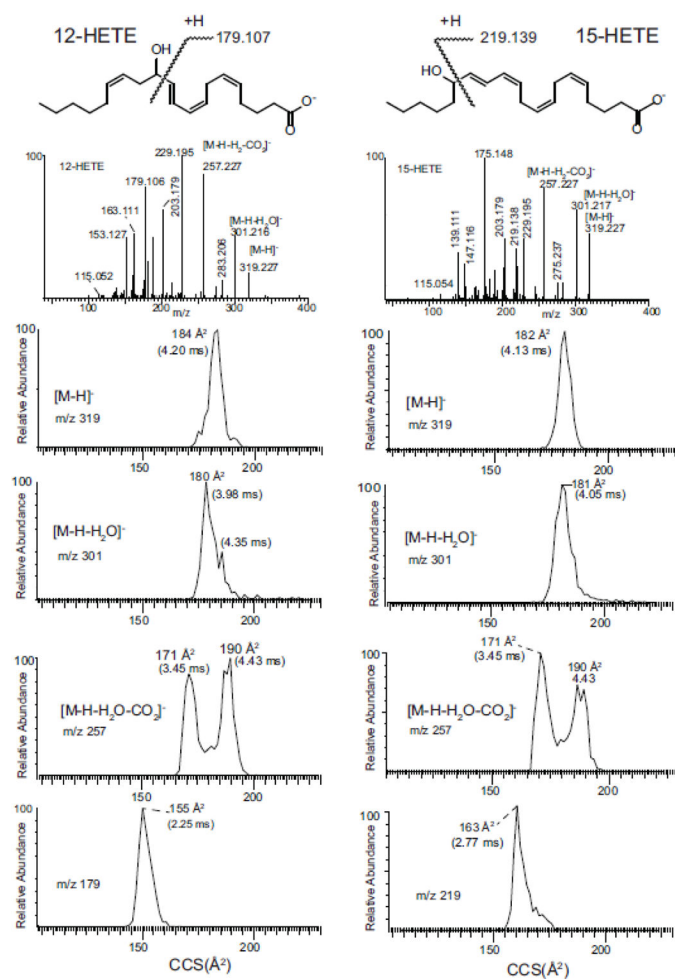 12-HETE
+H
179.107
OH
O⁻
O
+H
219.139
15-HETE
HO
O⁻
O
100
12-HETE
115.052
153.127
163.111
179.106
203.179
229.195
[M-H-H₂-CO₂]⁻
257.227
283.206
[M-H-H₂O]⁻
301.216
[M-H]⁻
319.227
100
200
300
400
m/z
100
15-HETE
115.054
139.111
147.116
175.148
203.179
219.138
229.195
[M-H-H₂-CO₂]⁻
257.227
275.237
[M-H-H₂O]⁻
301.217
[M-H]⁻
319.227
100
200
300
400
m/z
Relative Abundance
100
[M-H]⁻
m/z 319
184 Å²
(4.20 ms)
150
200
Relative Abundance
100
[M-H]⁻
m/z 319
182 Å²
(4.13 ms)
150
200
Relative Abundance
100
[M-H-H₂O]⁻
m/z 301
180 Å²
(3.98 ms)
(4.35 ms)
150
200
Relative Abundance
100
[M-H-H₂O]⁻
m/z 301
181 Å²
(4.05 ms)
150
200
Relative Abundance
100
171 Å²
(3.45 ms)
190 Å²
(4.43 ms)
[M-H-H₂O-CO₂]⁻
m/z 257
150
200
Relative Abundance
100
171 Å²
(3.45 ms)
190 Å²
4.43
[M-H-H₂O-CO₂]⁻
m/z 257
150
200
Relative Abundance
100
155 Å²
(2.25 ms)
m/z 179
150
200
CCS(Å²)
Relative Abundance
100
163 Å²
(2.77 ms)
m/z 219
150
200
CCS(Å²)